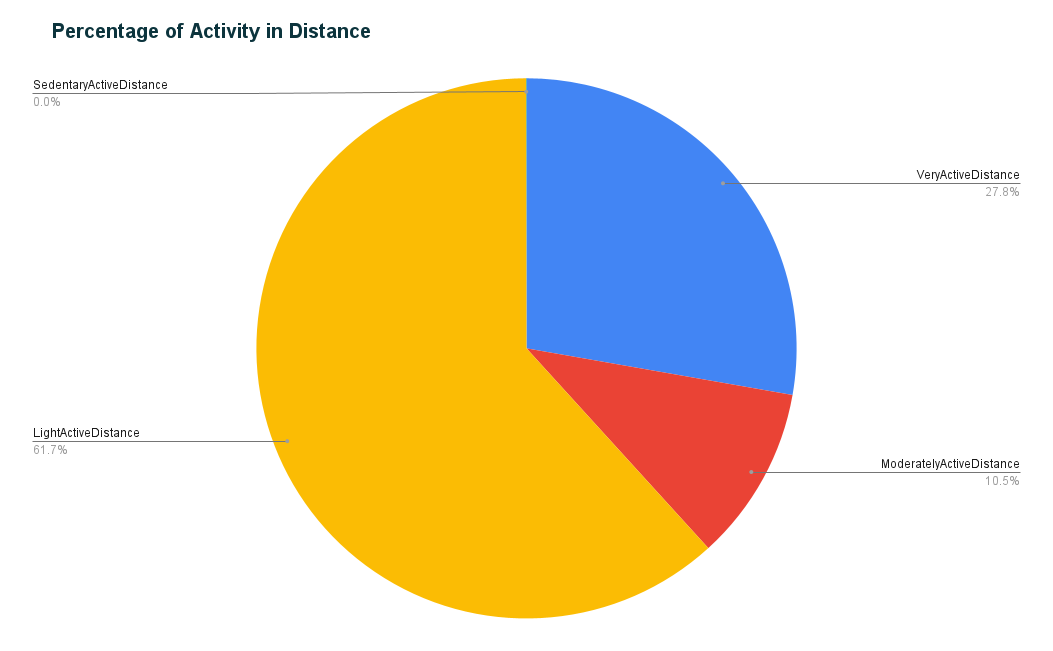 Percentage of Activity in Distance
SedentaryActiveDistance
0.0%
VeryActiveDistance
27.8%
LightActiveDistance
61.7%
ModeratelyActiveDistance
10.5%